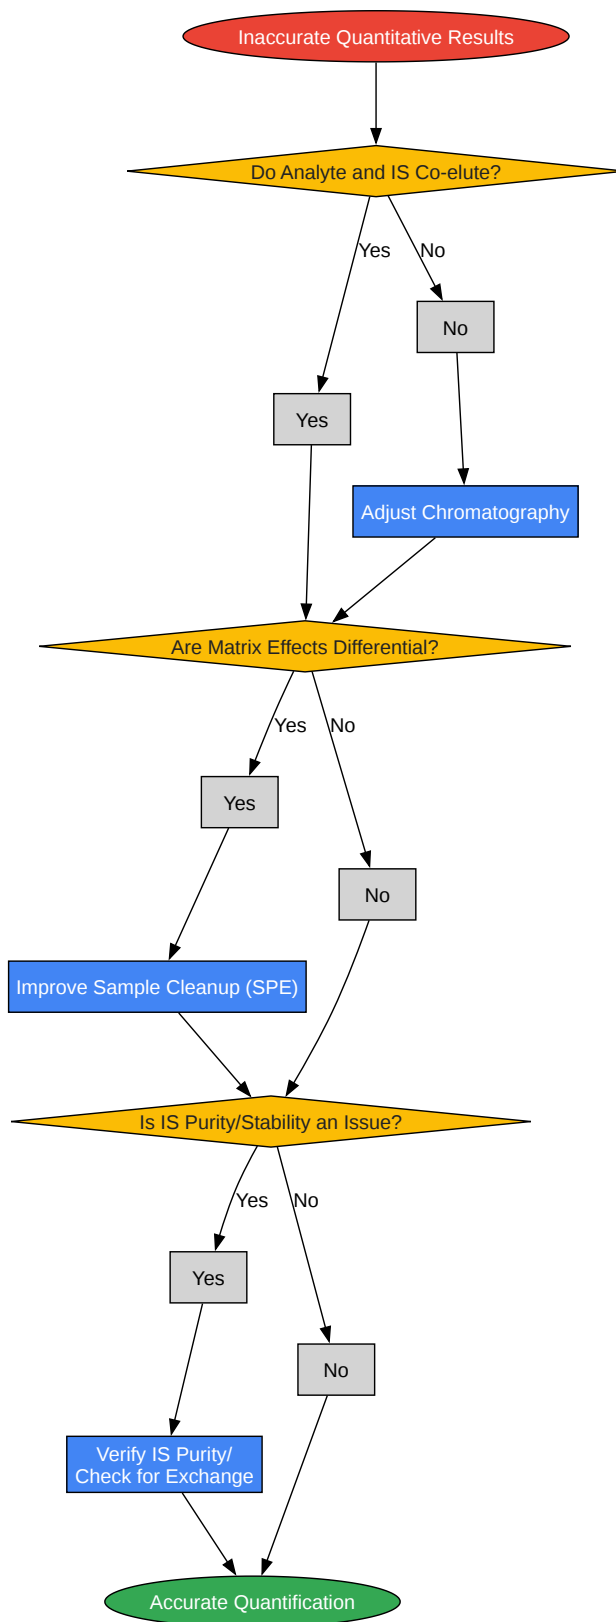 Inaccurate Quantitative Results
Do Analyte and IS Co-elute?
Yes
No
No
Yes
Adjust Chromatography
Are Matrix Effects Differential?
Yes
No
Yes
No
Improve Sample Cleanup (SPE)
Is IS Purity/Stability an Issue?
Yes
No
Yes
No
Verify IS Purity/
Check for Exchange
Accurate Quantification